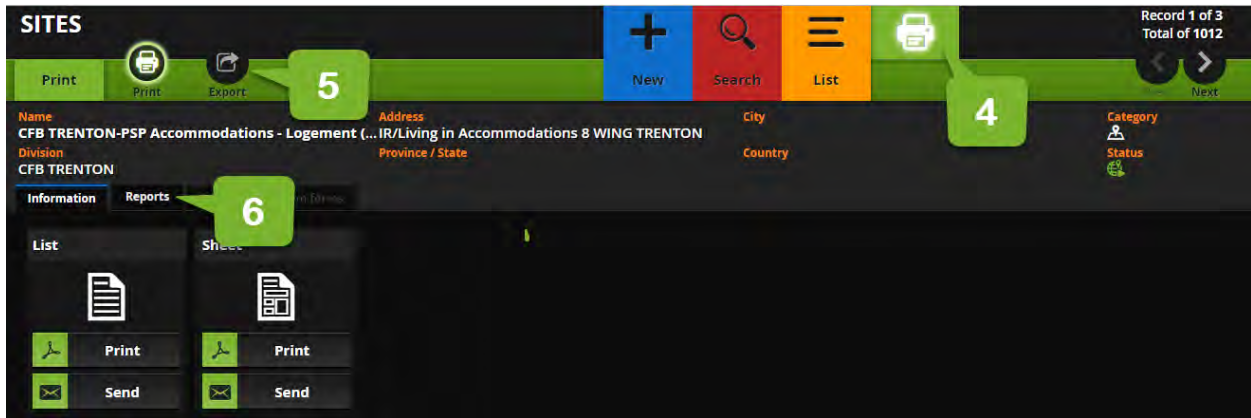 SITES
Record 1 of 3
Total of 1012
Print
Print
Export
5
New
Search
List
4
Next
Name
Address
City
Category
CFB TRENTON-PSP Accommodations - Logement (...
IR/Living in Accommodations 8 WING TRENTON
Division
Province / State
Country
Status
CFB TRENTON
Information
Reports
6
List
Print
Print
Send
Send